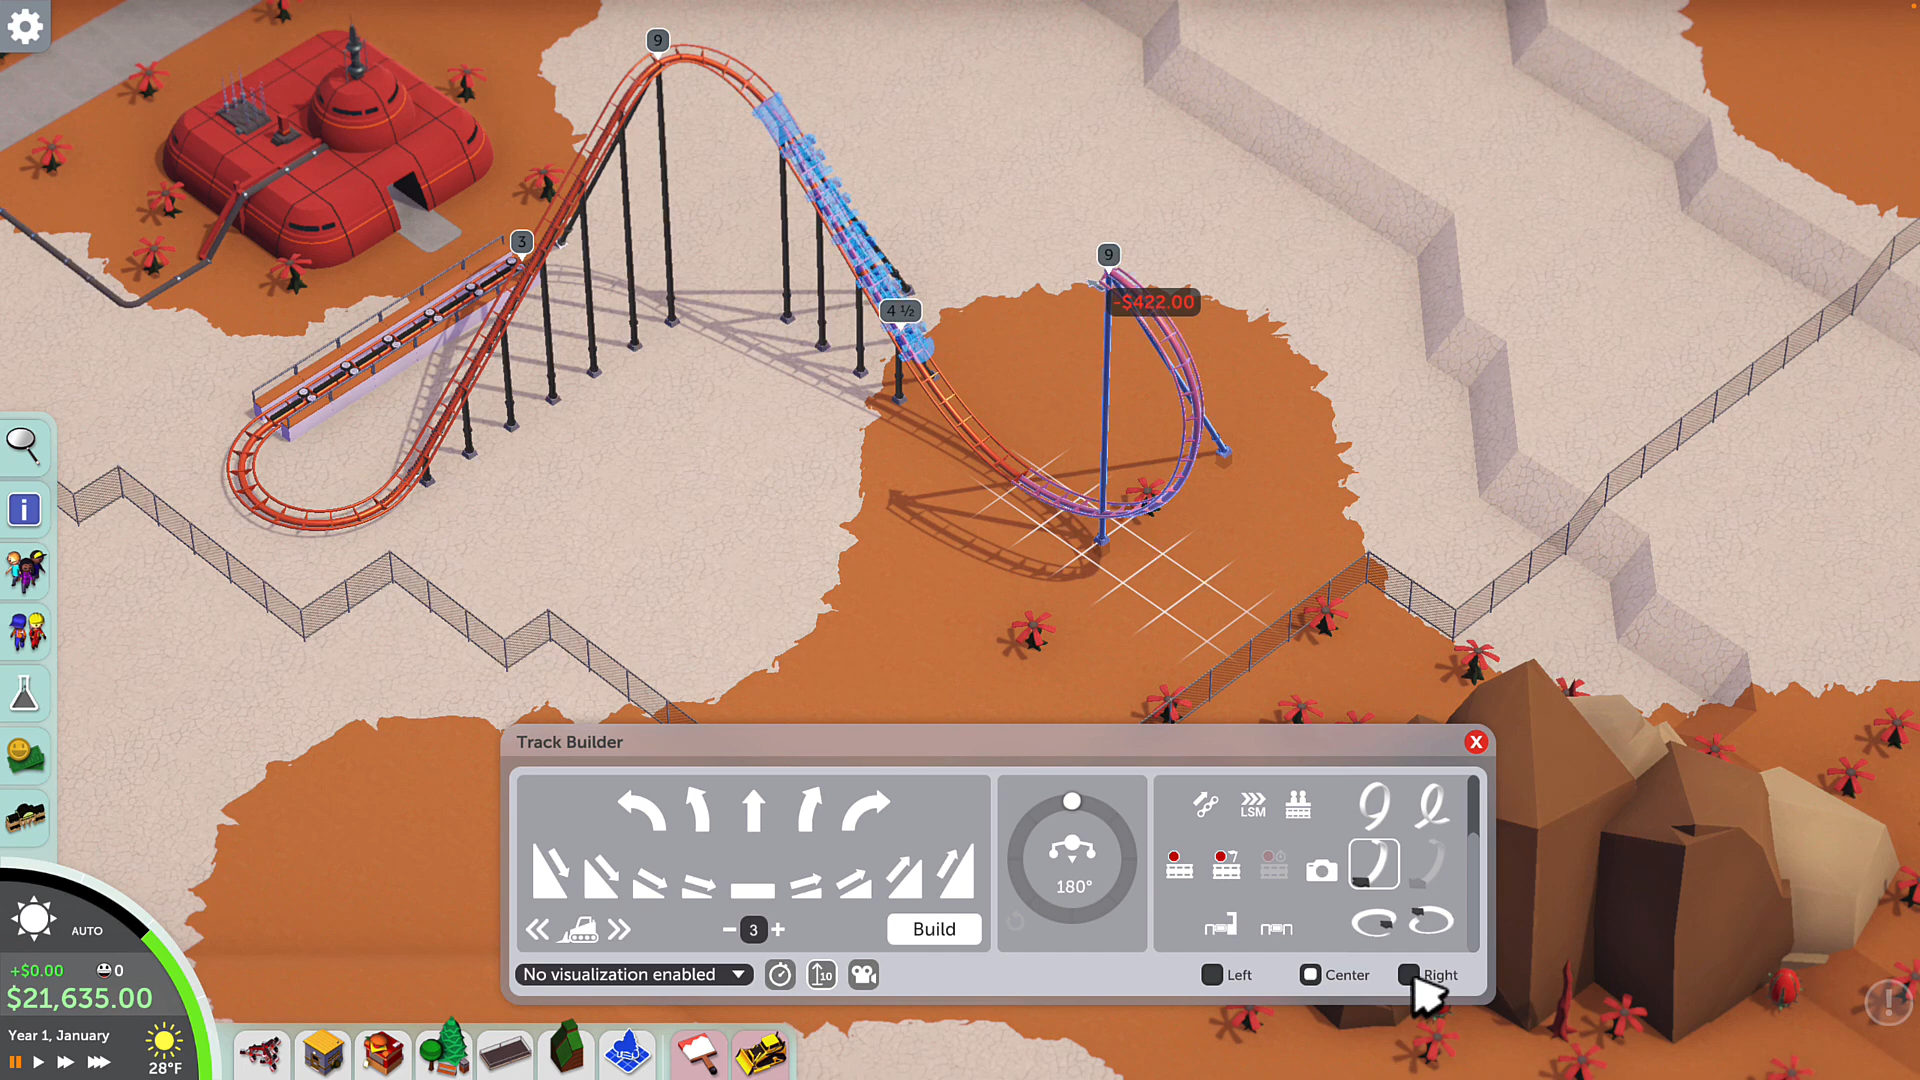 9
3
9
-$422.00
4 ½
i
Track Builder
X
LSM
180°
- 3 +
Build
No visualization enabled
10
Left
Center
Right
AUTO
+$0.00
0
$21,635.00
Year 1, January
28°F
!